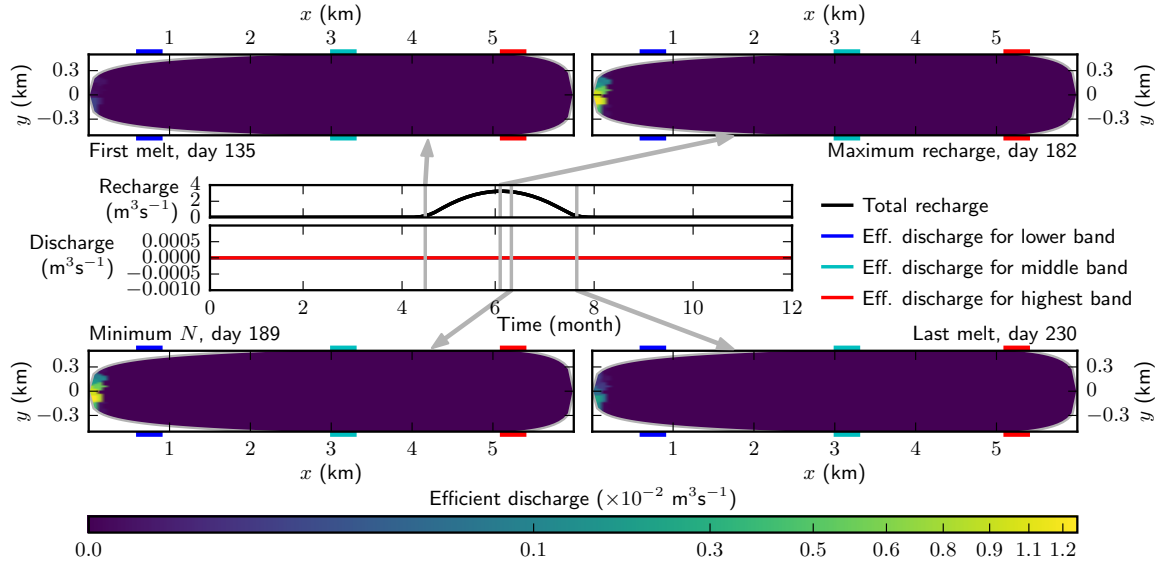 x (km) x (km)
1 2 3 4 5 1 2 3 4 5
y (km) 0.3 0 −0.3 0.3 0 −0.3 y (km)
First melt, day 135 Maximum recharge, day 182
Recharge
(m³s⁻¹)
4
2
0
Discharge
(m³s⁻¹)
0.0005
0.0000
−0.0005
−0.0010
0 2 4 6 8 10 12
Time (month)
Total recharge
Eff. discharge for lower band
Eff. discharge for middle band
Eff. discharge for highest band
Minimum N, day 189 Last melt, day 230
y (km) 0.3 0 −0.3 0.3 0 −0.3 y (km)
1 2 3 4 5 1 2 3 4 5
x (km) x (km)
Efficient discharge (×10⁻² m³s⁻¹)
0.0 0.1 0.3 0.5 0.6 0.8 0.9 1.1 1.2